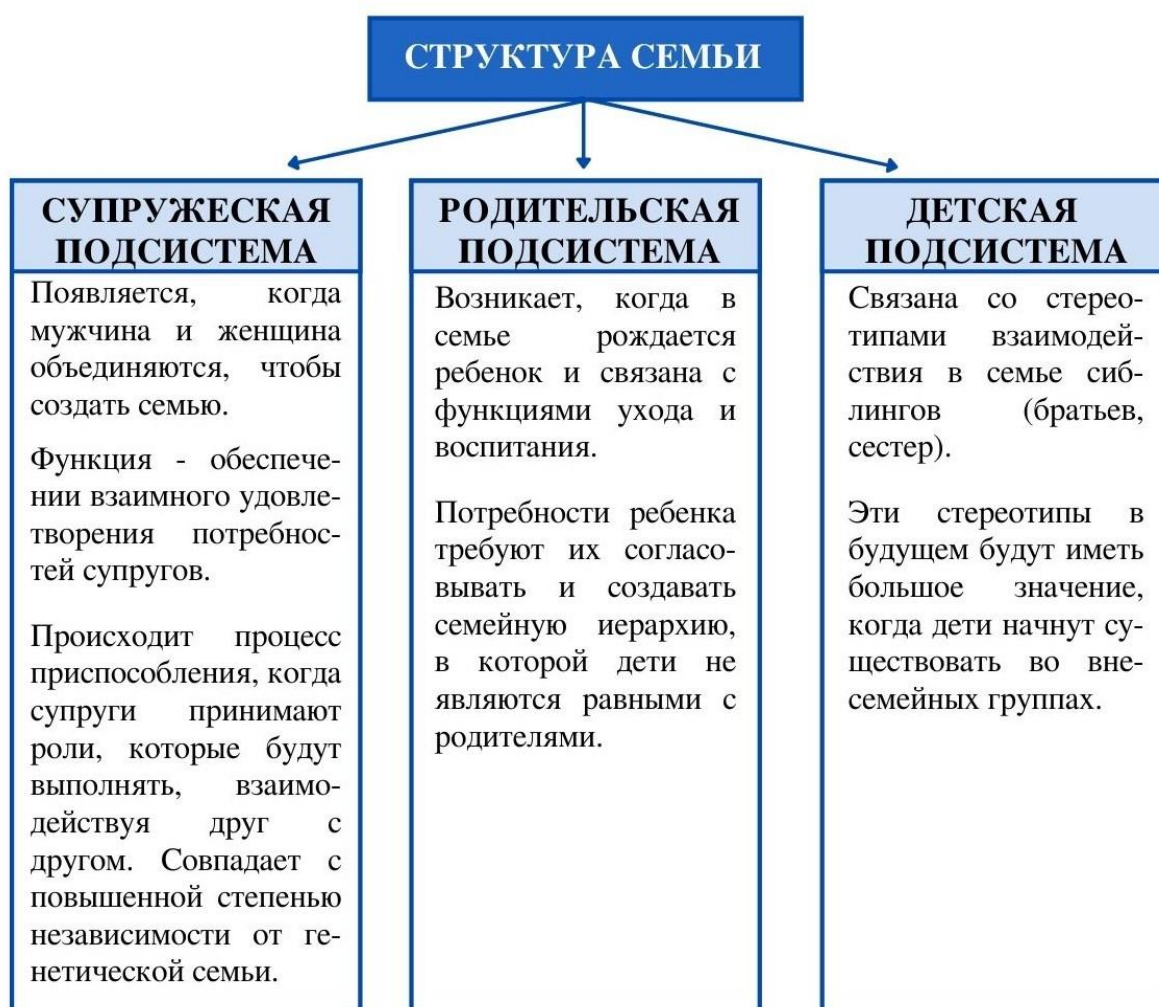 СТРУКТУРА СЕМЬИ
СУПРУЖЕСКАЯ
ПОДСИСТЕМА
Появляется, когда
мужчина и женщина
объединяются, чтобы
создать семью.
Функция - обеспече-
нии взаимного удовле-
творения потребнос-
тей супругов.
Происходит процесс
приспособления, когда
супруги принимают
роли, которые будут
выполнять, взаимо-
действуя друг с
другом. Совпадает с
повышенной степенью
независимости от ге-
нетической семьи.
РОДИТЕЛЬСКАЯ
ПОДСИСТЕМА
Возникает, когда в
семье рождается
ребенок и связана с
функциями ухода и
воспитания.
Потребности ребенка
требуют их согласо-
вывать и создавать
семейную иерархию,
в которой дети не
являются равными с
родителями.
ДЕТСКАЯ
ПОДСИСТЕМА
Связана со стерео-
типами взаимодей-
ствия в семье сиб-
лингов (братьев,
сестер).
Эти стереотипы в
будущем будут иметь
большое значение,
когда дети начнут су-
ществовать во вне-
семейных группах.